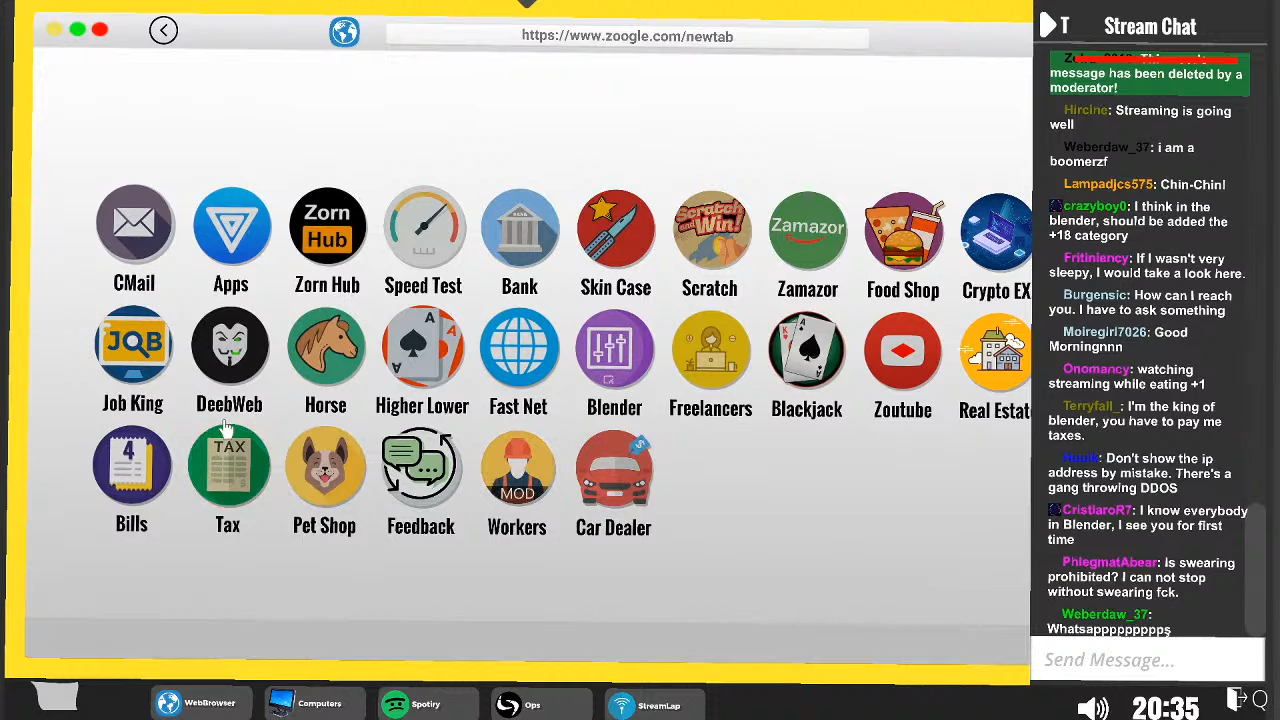 https://www.zoogle.com/newtab
T Stream Chat
message has been deleted by a
moderator!
Hircine: Streaming is going
well
Weberdaw_37: i am a
boomerzf
Lampadjcs575: Chin-Chin!
crazyboy0: I think in the
blender, should be added the
+18 category
Fritiniency: If I wasn't very
sleepy, I would take a look here.
Burgensic: How can I reach
you. I have to ask something
Moiregirl7026: Good
Morningnnn
Onomancy: watching
streaming while eating +1
Terryfall_: I'm the king of
blender, you have to pay me
taxes.
Don't show the ip
address by mistake. There's a
gang throwing DDOS
CristiaroR7: I know everybody
in Blender, I see you for first
time
PhlegmatAbear: Is swearing
prohibited? I can not stop
without swearing fck.
Weberdaw_37:
Whatsappppppppps
Send Message...
Zorn
Hub
BANK
Scratch
and Win!
Zamazor
CMail Apps Zorn Hub Speed Test Bank Skin Case Scratch Zamazor Food Shop Crypto EX
JOB
A A
A
K
Job King DeebWeb Horse Higher Lower Fast Net Blender Freelancers Blackjack Zoutube Real Estat
4
TAX
MOD
$
Bills Tax Pet Shop Feedback Workers Car Dealer
WebBrowser Computers Spotiry Ops StreamLap
20:35
Q